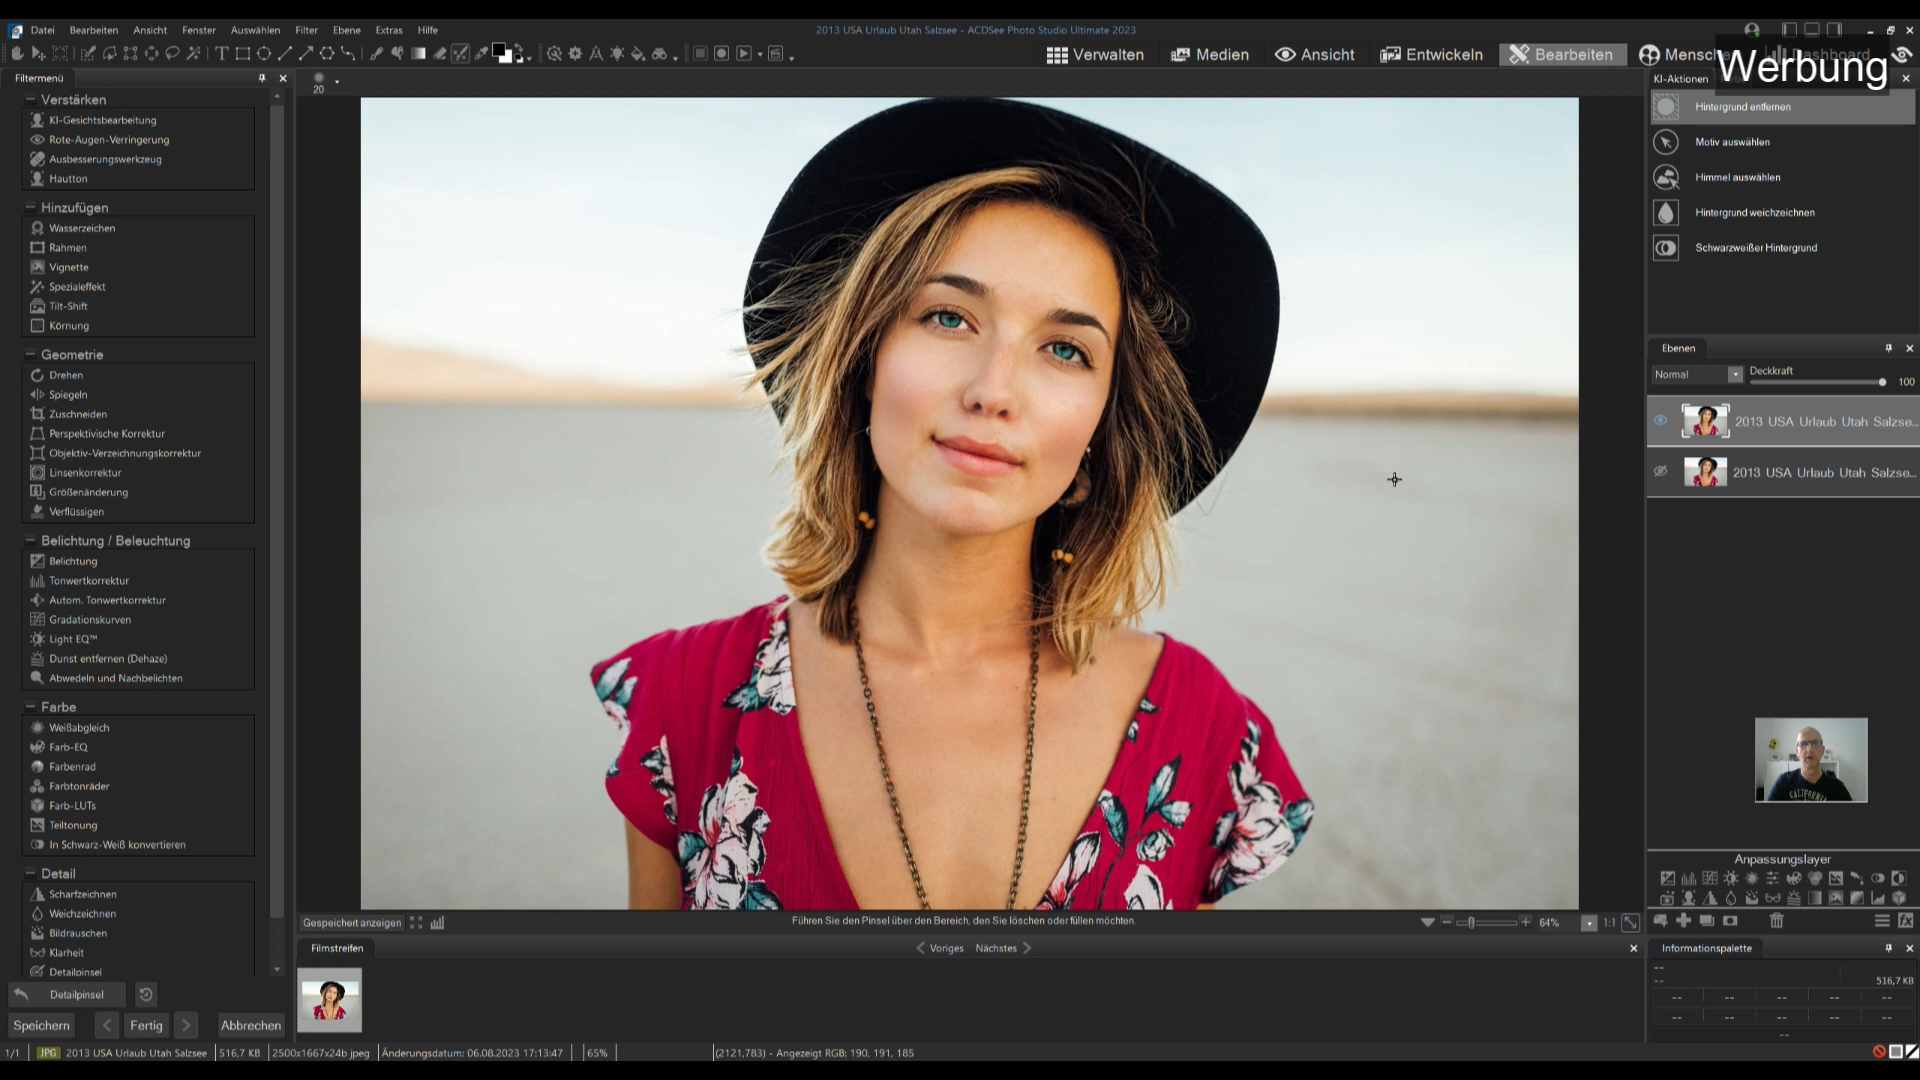 Datei Bearbeiten Ansicht Fenster Auswählen Filter Ebene Extras Hilfe
2013 USA Urlaub Utah Salzsee - ACDSee Photo Studio Ultimate 2023
Verwalten Medien Ansicht Entwickeln Bearbeiten
Werbung
Filtermenü
20
Verstärken
KI-Gesichtsbearbeitung
Rote-Augen-Verringerung
Ausbesserungswerkzeug
Hautton
Hinzufügen
Wasserzeichen
Rahmen
Vignette
Spezialeffekt
Tilt-Shift
Körnung
Geometrie
Drehen
Spiegeln
Zuschneiden
Perspektivische Korrektur
Objektiv-Verzeichnungskorrektur
Linsenkorrektur
Größenänderung
Verflüssigen
Belichtung / Beleuchtung
Belichtung
Tonwertkorrektur
Autom. Tonwertkorrektur
Gradationskurven
Light EQ™
Dunst entfernen (Dehaze)
Abwedeln und Nachbelichten
Farbe
Weißabgleich
Farb-EQ
Farbenrad
Farbtonräder
Farb-LUTs
Teiltonung
In Schwarz-Weiß konvertieren
Detail
Scharfzeichnen
Weichzeichnen
Bildrauschen
Klarheit
Detailpinsel
Detailpinsel
Speichern Fertig Abbrechen
KI-Aktionen
Hintergrund entfernen
Motiv auswählen
Himmel auswählen
Hintergrund weichzeichnen
Schwarzweißer Hintergrund
Ebenen
Normal Deckkraft 100
2013 USA Urlaub Utah Salzse...
2013 USA Urlaub Utah Salzse...
CALIFORNIA
Anpassungslayer
Gespeichert anzeigen
Führen Sie den Pinsel über den Bereich, den Sie löschen oder füllen möchten.
64% 1:1
Filmstreifen
Voriges Nächstes
Informationspalette
--
-- 516,7 KB
-- -- -- -- --
-- -- -- -- --
--
1/1 JPG 2013 USA Urlaub Utah Salzsee 516,7 KB 2500x1667x24b jpeg Änderungsdatum: 06.08.2023 17:13:47 65% (2121,783) - Angezeigt RGB: 190, 191, 185